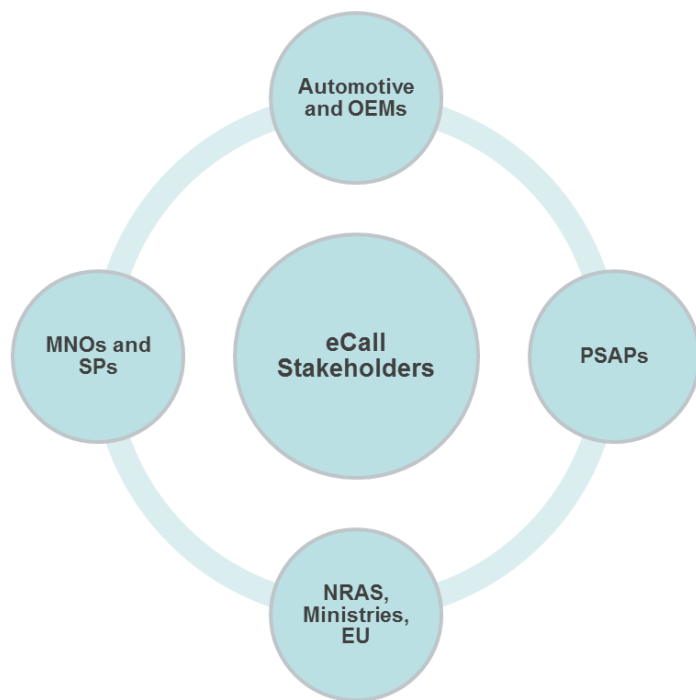 Automotive
and OEMs
MNOs and
SPs
eCall
Stakeholders
PSAPs
NRAS,
Ministries,
EU